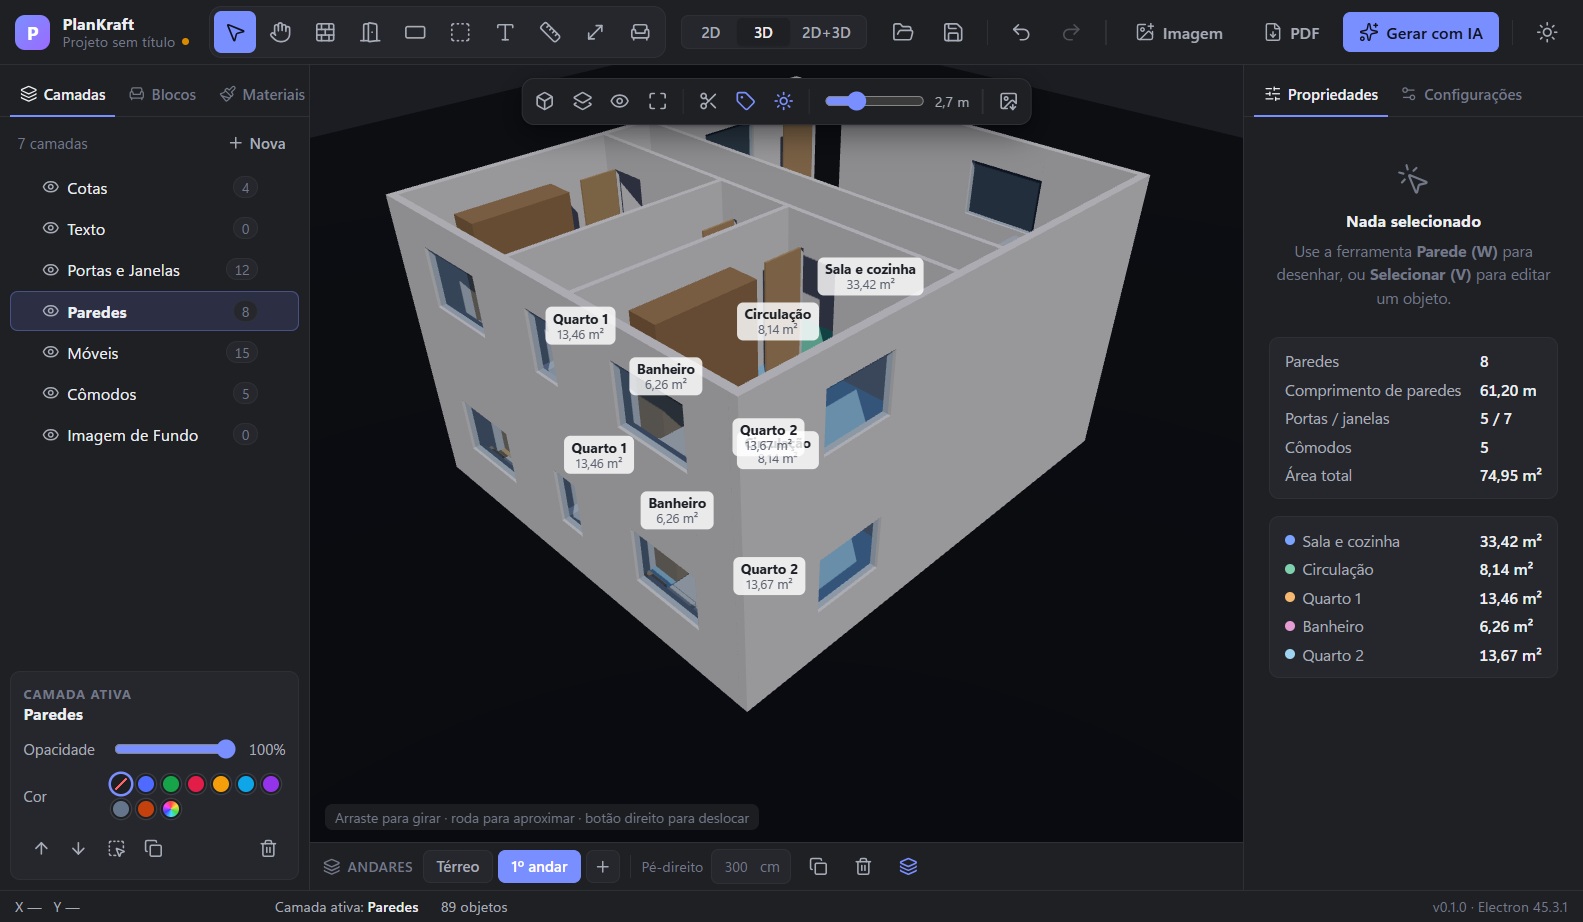 P
PlanKraft
Projeto sem título
2D
3D
2D+3D
Imagem
PDF
Gerar com IA
Camadas
Blocos
Materiais
7 camadas
Nova
Cotas
4
Texto
0
Portas e Janelas
12
Paredes
8
Móveis
15
Cômodos
5
Imagem de Fundo
0
CAMADA ATIVA
Paredes
Opacidade
100%
Cor
2,7 m
Sala e cozinha
33,42 m²
Circulação
8,14 m²
Quarto 1
13,46 m²
Banheiro
6,26 m²
Quarto 2
13,67 m²
8,14 m²
Quarto 1
13,46 m²
Banheiro
6,26 m²
Quarto 2
13,67 m²
Arraste para girar · roda para aproximar · botão direito para deslocar
ANDARES
Térreo
1º andar
Pé-direito
300 cm
Propriedades
Configurações
Nada selecionado
Use a ferramenta Parede (W) para
desenhar, ou Selecionar (V) para editar
um objeto.
Paredes 8
Comprimento de paredes 61,20 m
Portas / janelas 5 / 7
Cômodos 5
Área total 74,95 m²
Sala e cozinha 33,42 m²
Circulação 8,14 m²
Quarto 1 13,46 m²
Banheiro 6,26 m²
Quarto 2 13,67 m²
X — Y —
Camada ativa: Paredes
89 objetos
v0.1.0 · Electron 45.3.1